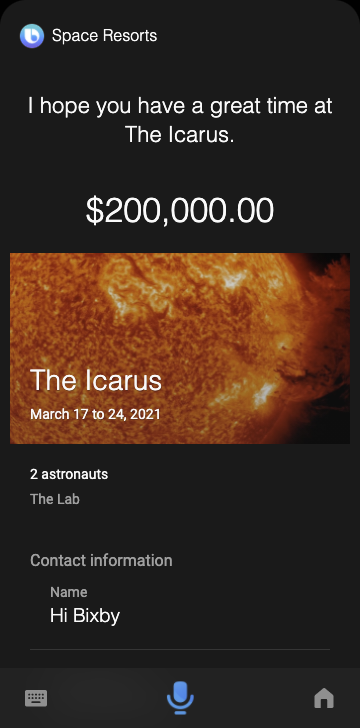 Space Resorts
I hope you have a great time at
The Icarus.
$200,000.00
The Icarus
March 17 to 24, 2021
2 astronauts
The Lab
Contact information
Name
Hi Bixby